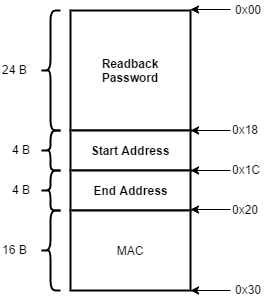 0x00
24 B
Readback
Password
0x18
4 B
Start Address
0x1C
4 B
End Address
0x20
16 B
MAC
0x30